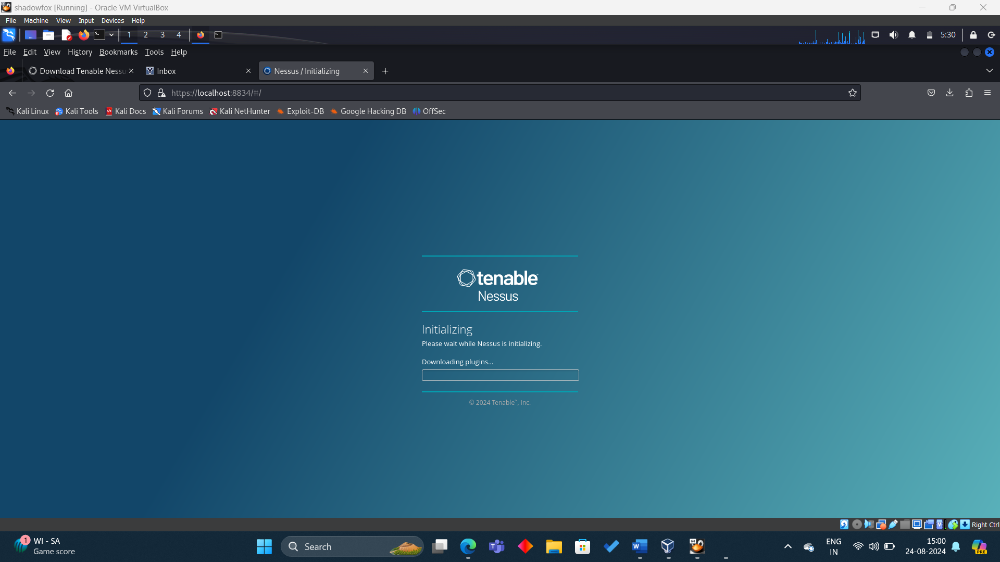 shadowfox [Running] - Oracle VM VirtualBox
File Machine View Input Devices Help
1 2 3 4 5:30
File Edit View History Bookmarks Tools Help
Download Tenable Nessu Inbox Nessus / Initializing
https://localhost:8834/#/
Kali Linux Kali Tools Kali Docs Kali Forums Kali NetHunter Exploit-DB Google Hacking DB OffSec
tenable
Nessus
Initializing
Please wait while Nessus is initializing.
Downloading plugins...
© 2024 Tenable™, Inc.
Right Ctrl
1 WI - SA
Game score
Search
ENG
IN
15:00
24-08-2024
PRE